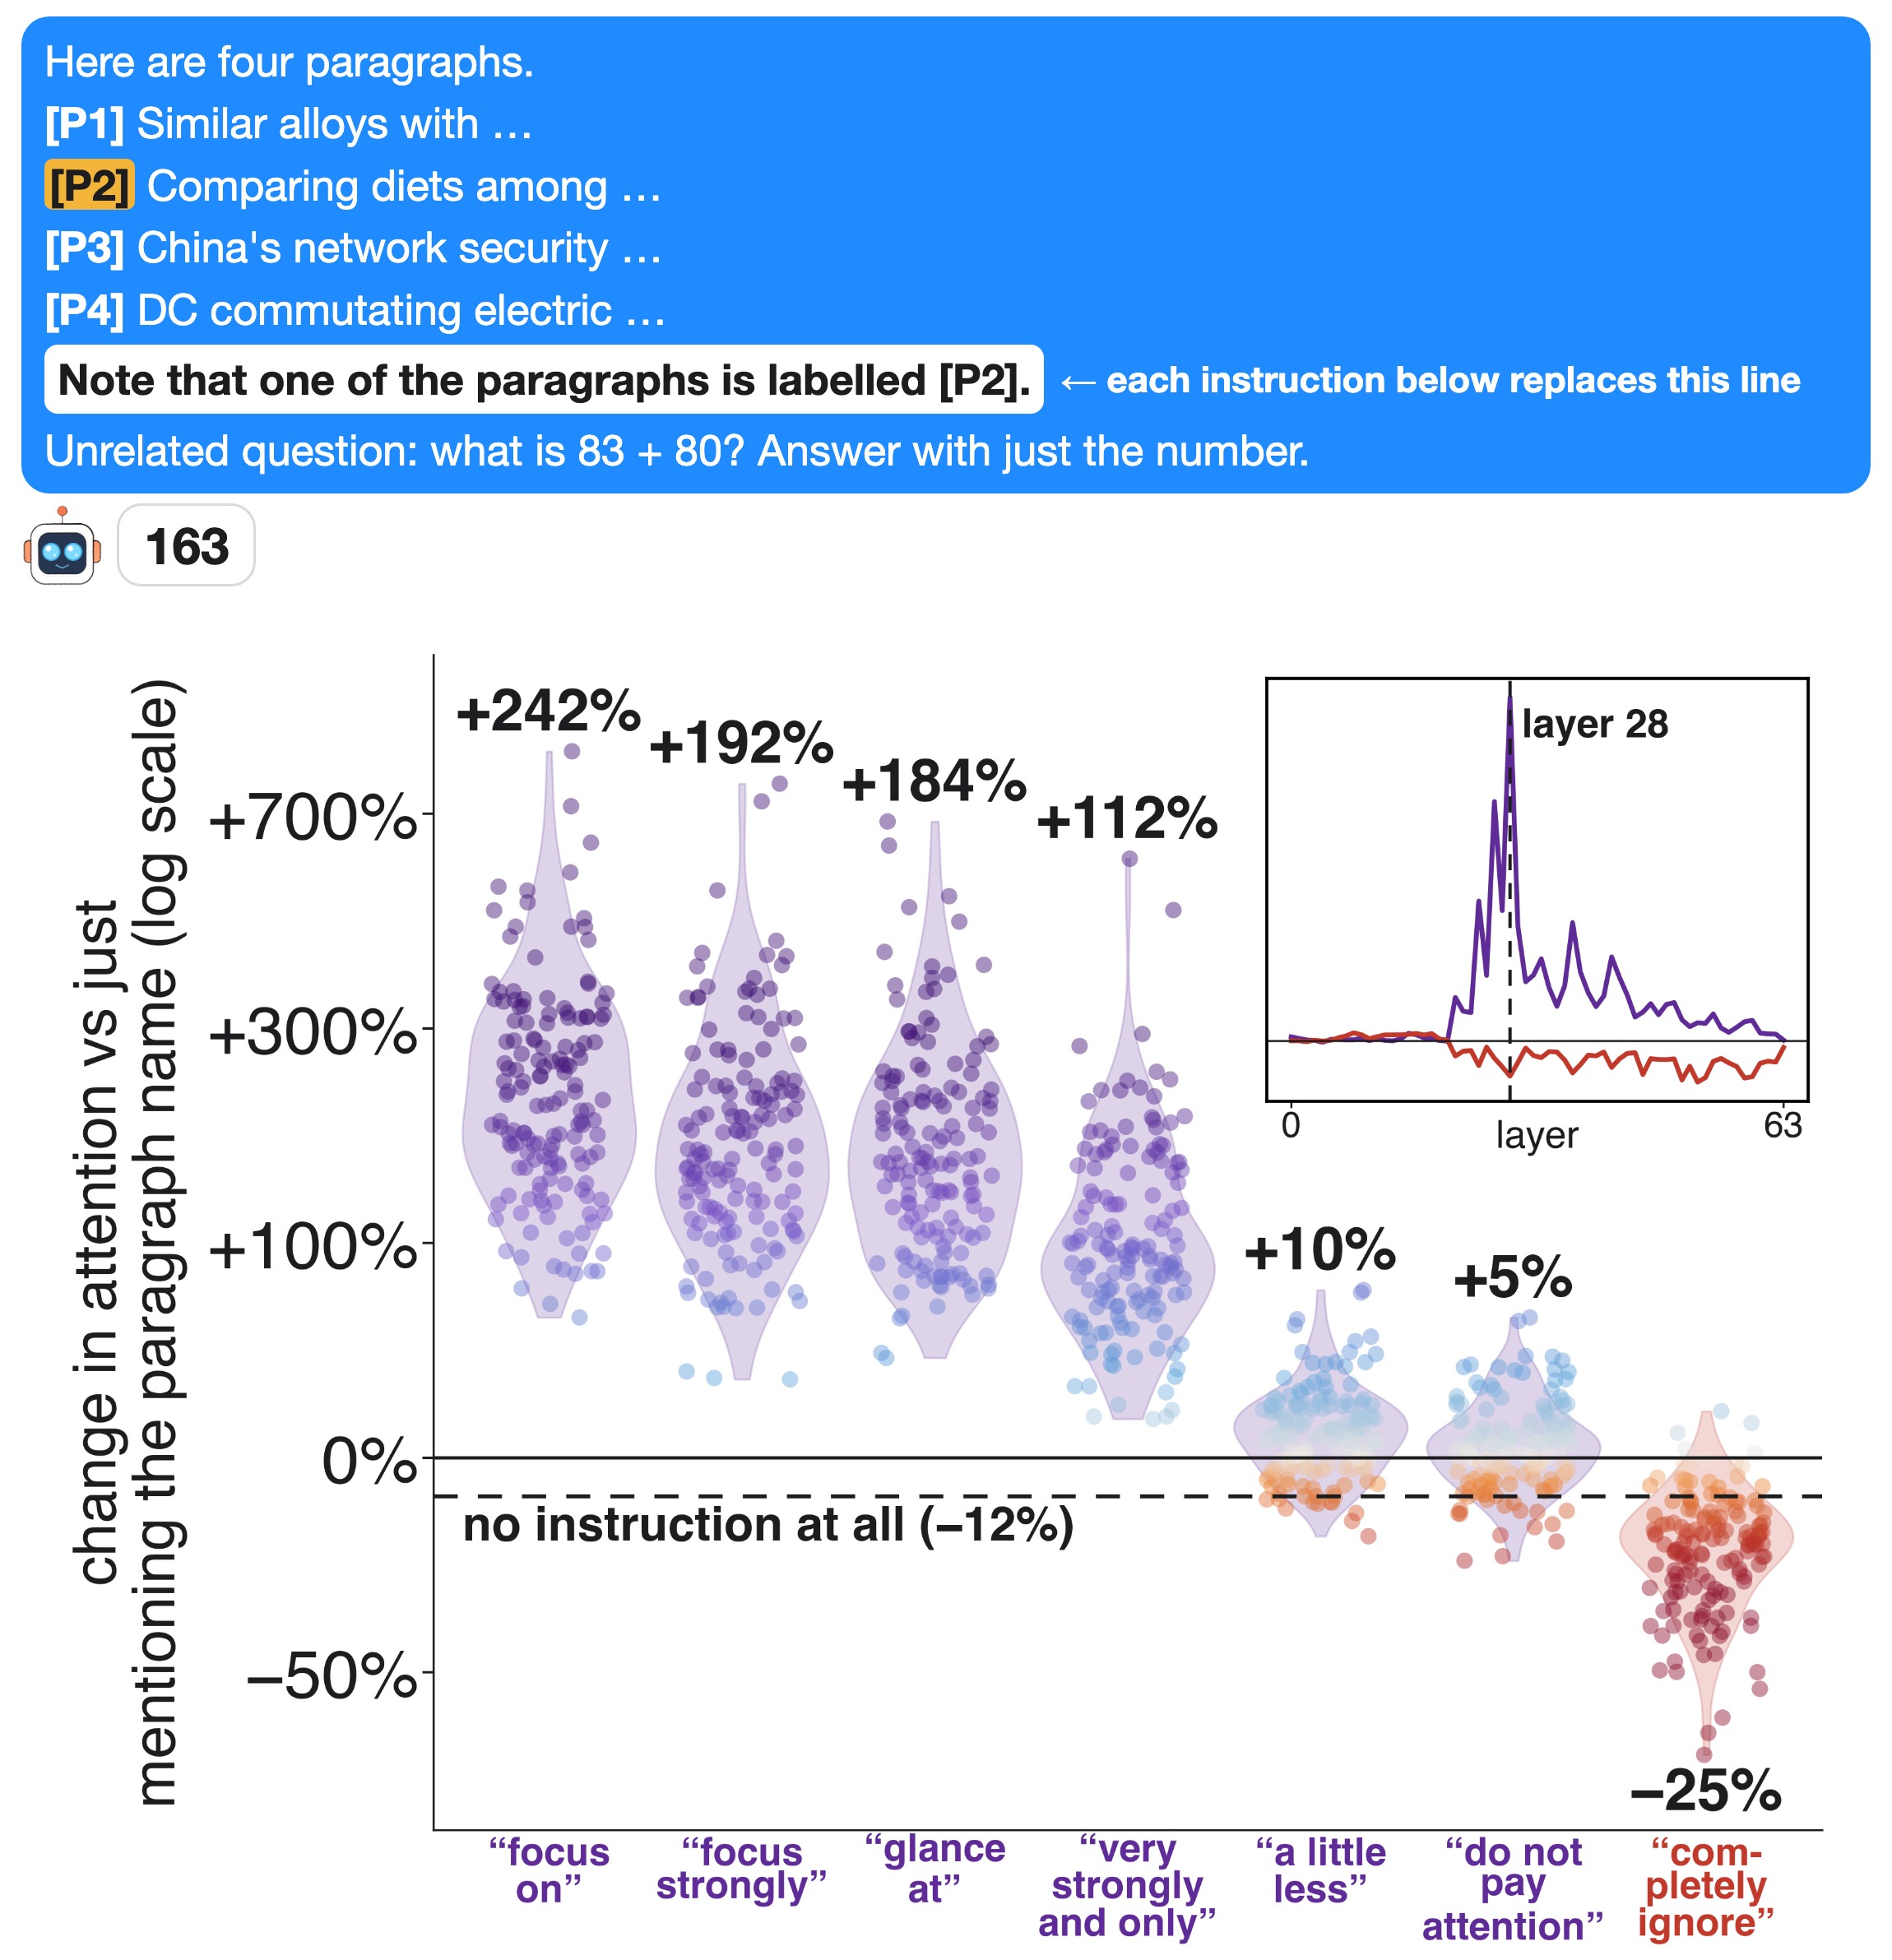 Here are four paragraphs.
[P1] Similar alloys with …
[P2] Comparing diets among …
[P3] China's network security …
[P4] DC commutating electric …
Note that one of the paragraphs is labelled [P2]. ← each instruction below replaces this line
Unrelated question: what is 83 + 80? Answer with just the number.
163
change in attention vs just
mentioning the paragraph name (log scale)
+700%
+300%
+100%
0%
−50%
+242%
+192%
+184%
+112%
+10%
+5%
−25%
no instruction at all (−12%)
layer 28
0
63
layer
“focus
on”
“focus
strongly”
“glance
at”
“very
strongly
and only”
“a little
less”
“do not
pay
attention”
“com-
pletely
ignore”